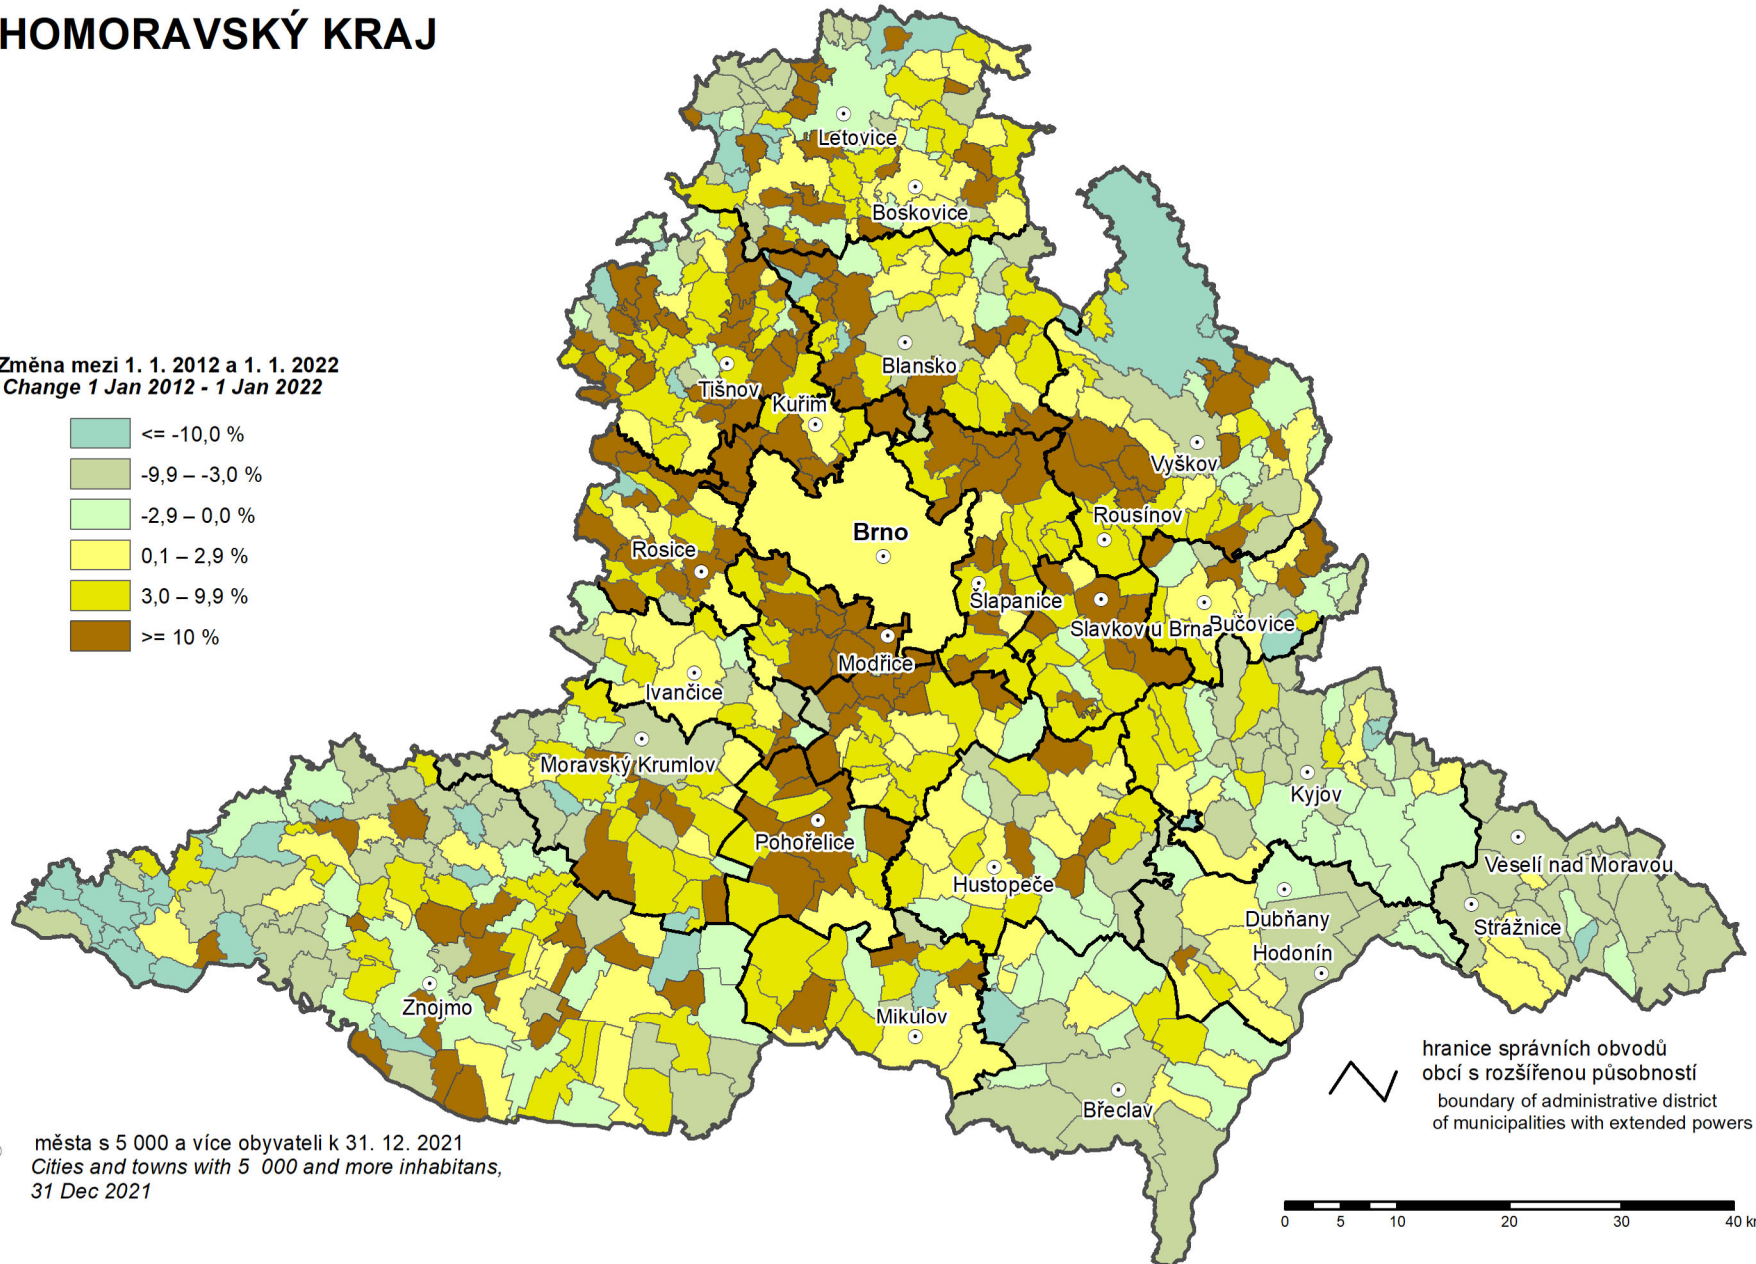 HOMORAVSKÝ KRAJ
Letovice
Boskovice
Změna mezi 1. 1. 2012 a 1. 1. 2022
Change 1 Jan 2012 - 1 Jan 2022
<= -10,0 %
-9,9 – -3,0 %
-2,9 – 0,0 %
0,1 – 2,9 %
3,0 – 9,9 %
>= 10 %
Blansko
Tišnov
Kuřim
Vyškov
Rousínov
Brno
Rosice
Šlapanice
Slavkov u Brna
Bučovice
Modřice
Ivančice
Moravský Krumlov
Kyjov
Pohořelice
Veselí nad Moravou
Hustopeče
Dubňany
Strážnice
Hodonín
Znojmo
Mikulov
Břeclav
hranice správních obvodů
obcí s rozšířenou působností
boundary of administrative district
of municipalities with extended powers
města s 5 000 a více obyvateli k 31. 12. 2021
Cities and towns with 5 000 and more inhabitans,
31 Dec 2021
0 5 10 20 30 40 k